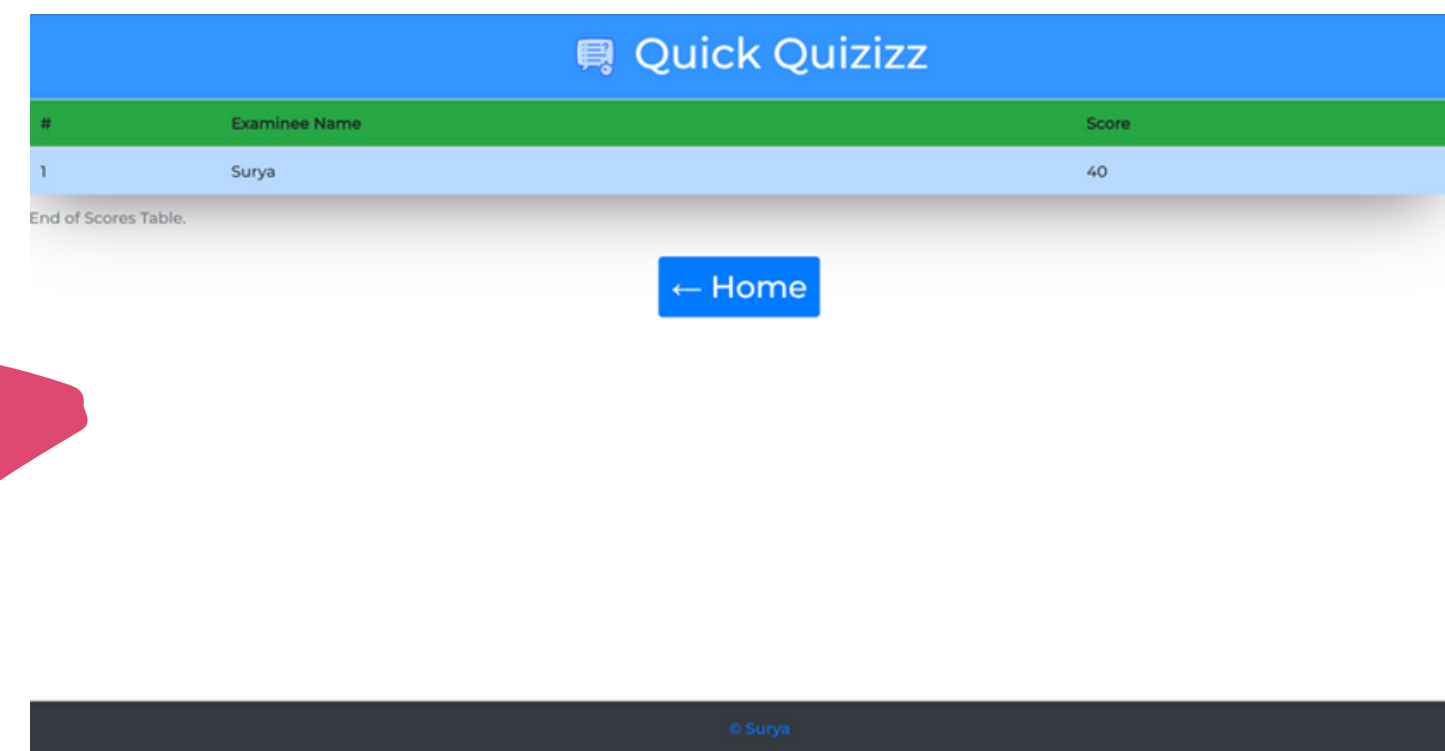 Quick Quizizz
# Examinee Name Score
1 Surya 40
End of Scores Table.
← Home
© Surya